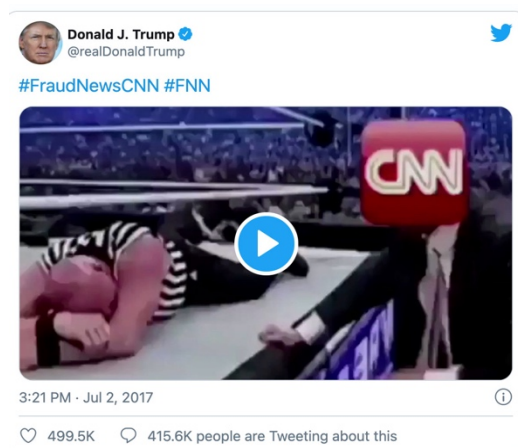 Donald J. Trump
@realDonaldTrump
#FraudNewsCNN #FNN
CNN
3:21 PM · Jul 2, 2017
499.5K 415.6K people are Tweeting about this